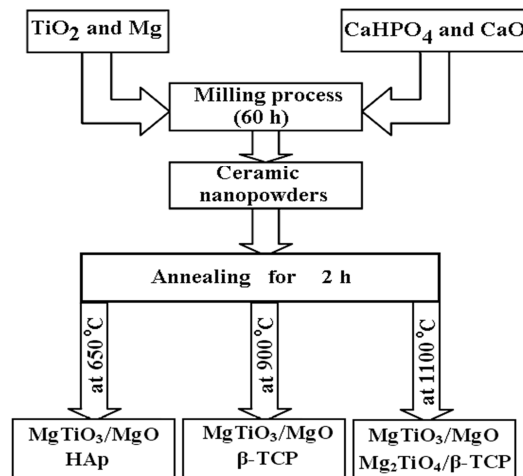 TiO₂ and Mg
CaHPO₄ and CaO
Milling process
(60 h)
Ceramic
nanopowders
Annealing for 2 h
at 650°C
at 900°C
at 1100°C
MgTiO₃/MgO
HAp
MgTiO₃/MgO
β-TCP
MgTiO₃/MgO
Mg₂TiO₄/β-TCP